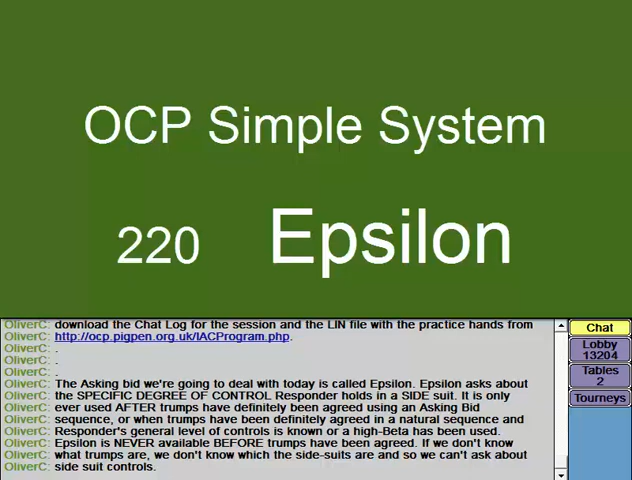 OCP Simple System
220 Epsilon
OliverC: download the Chat Log for the session and the LIN file with the practice hands from
OliverC: http://ocp.pigpen.org.uk/IACProgram.php.
OliverC: .
OliverC: .
OliverC: .
OliverC: The Asking bid we're going to deal with today is called Epsilon. Epsilon asks about
OliverC: the SPECIFIC DEGREE OF CONTROL Responder holds in a SIDE suit. It is only
OliverC: ever used AFTER trumps have definitely been agreed using an Asking Bid
OliverC: sequence, or when trumps have been definitely agreed in a natural sequence and
OliverC: Responder's general level of controls is known or a high-Beta has been used.
OliverC: Epsilon is NEVER available BEFORE trumps have been agreed. If we don't know
OliverC: what trumps are, we don't know which the side-suits are and so we can't ask about
OliverC: side suit controls.
Chat
Lobby
13204
Tables
2
Tourneys